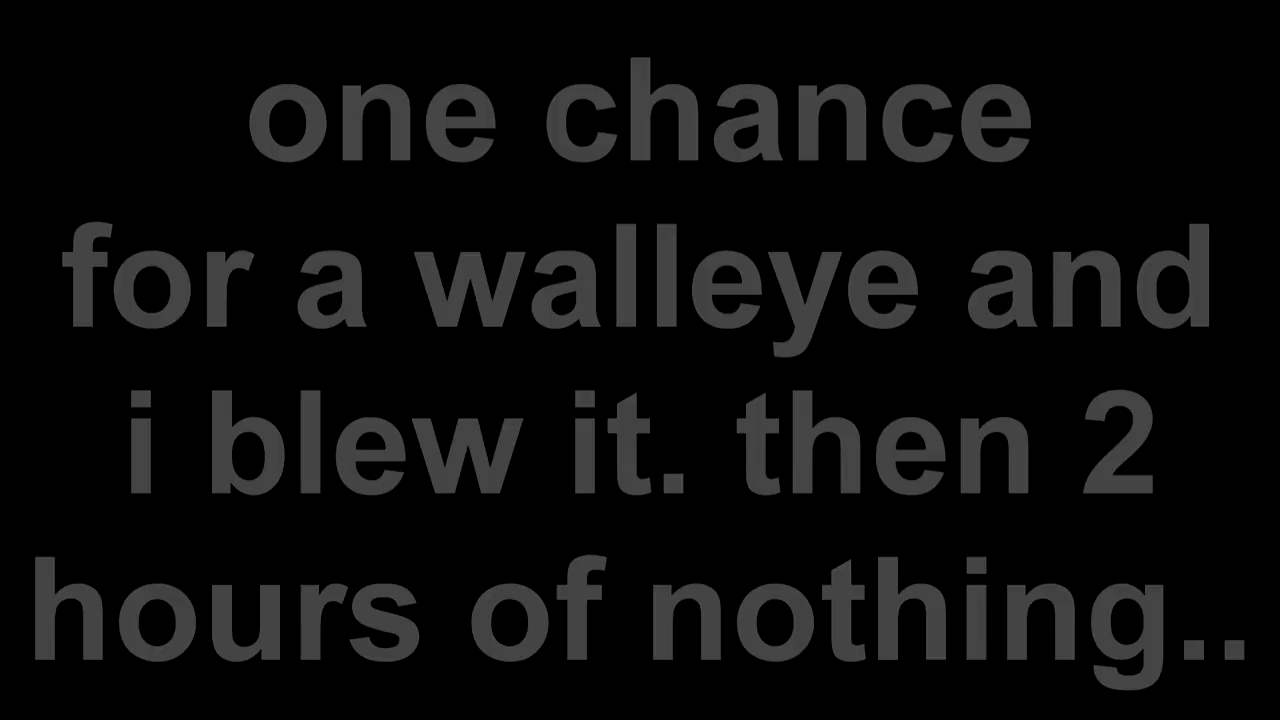 one chance
for a walleye and
i blew it. then 2
hours of nothing..